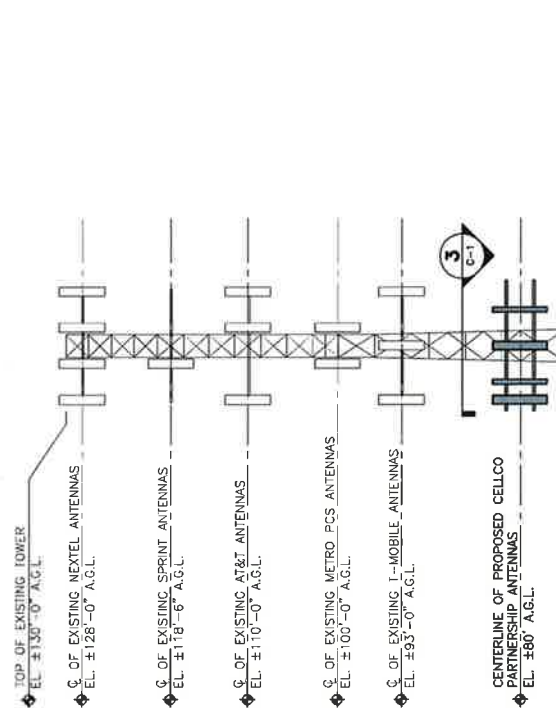 TOP OF EXISTING TOWER
EL. ±130'-0" A.G.L.
℄ OF EXISTING NEXTEL ANTENNAS
EL. ±128'-0" A.G.L.
℄ OF EXISTING SPRINT ANTENNAS
EL. ±118'-6" A.G.L.
℄ OF EXISTING AT&T ANTENNAS
EL. ±110'-0" A.G.L.
℄ OF EXISTING METRO PCS ANTENNAS
EL. ±100'-0" A.G.L.
℄ OF EXISTING T-MOBILE ANTENNAS
EL. ±93'-0" A.G.L.
3
C-1
CENTERLINE OF PROPOSED CELLCO
PARTNERSHIP ANTENNAS
EL. ±80' A.G.L.